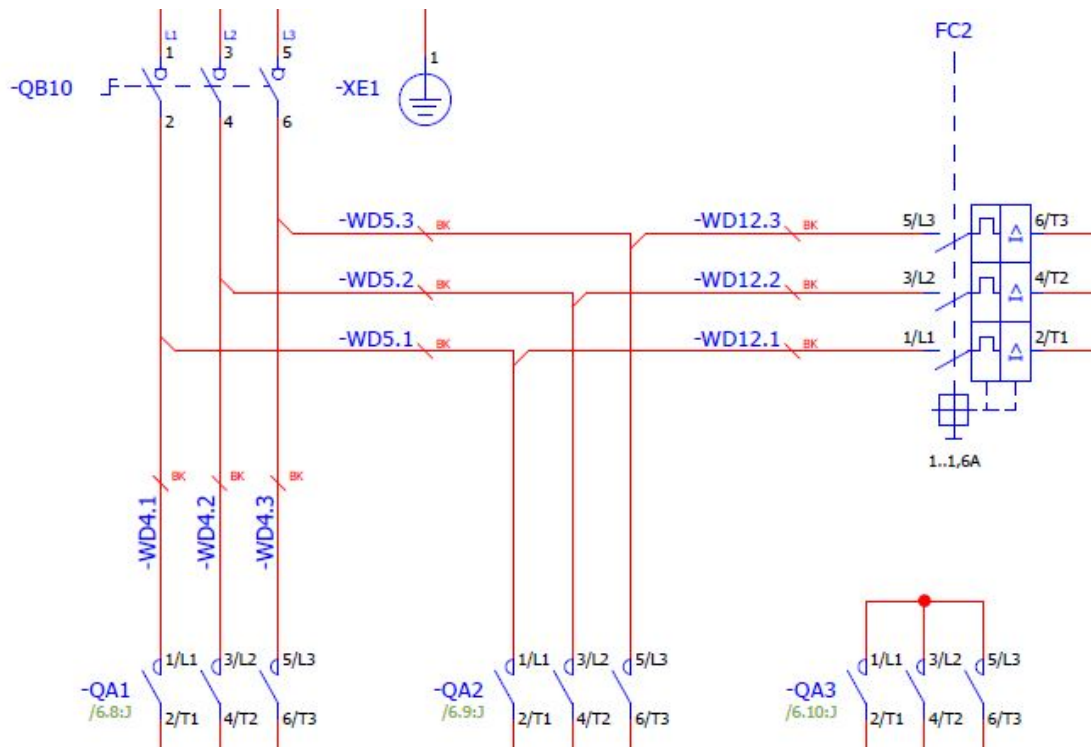 L1 L2 L3
1 3 5 1 FC2
-QB10 -XE1
2 4 6
-WD5.3 BK -WD12.3 BK 5/L3 6/T3
-WD5.2 BK -WD12.2 BK 3/L2 4/T2
-WD5.1 BK -WD12.1 BK 1/L1 2/T1
I> I> I>
1..1,6A
BK BK BK
-WD4.1 -WD4.2 -WD4.3
1/L1 3/L2 5/L3 1/L1 3/L2 5/L3 1/L1 3/L2 5/L3
-QA1 -QA2 -QA3
/6.8:J /6.9:J /6.10:J
2/T1 4/T2 6/T3 2/T1 4/T2 6/T3 2/T1 4/T2 6/T3